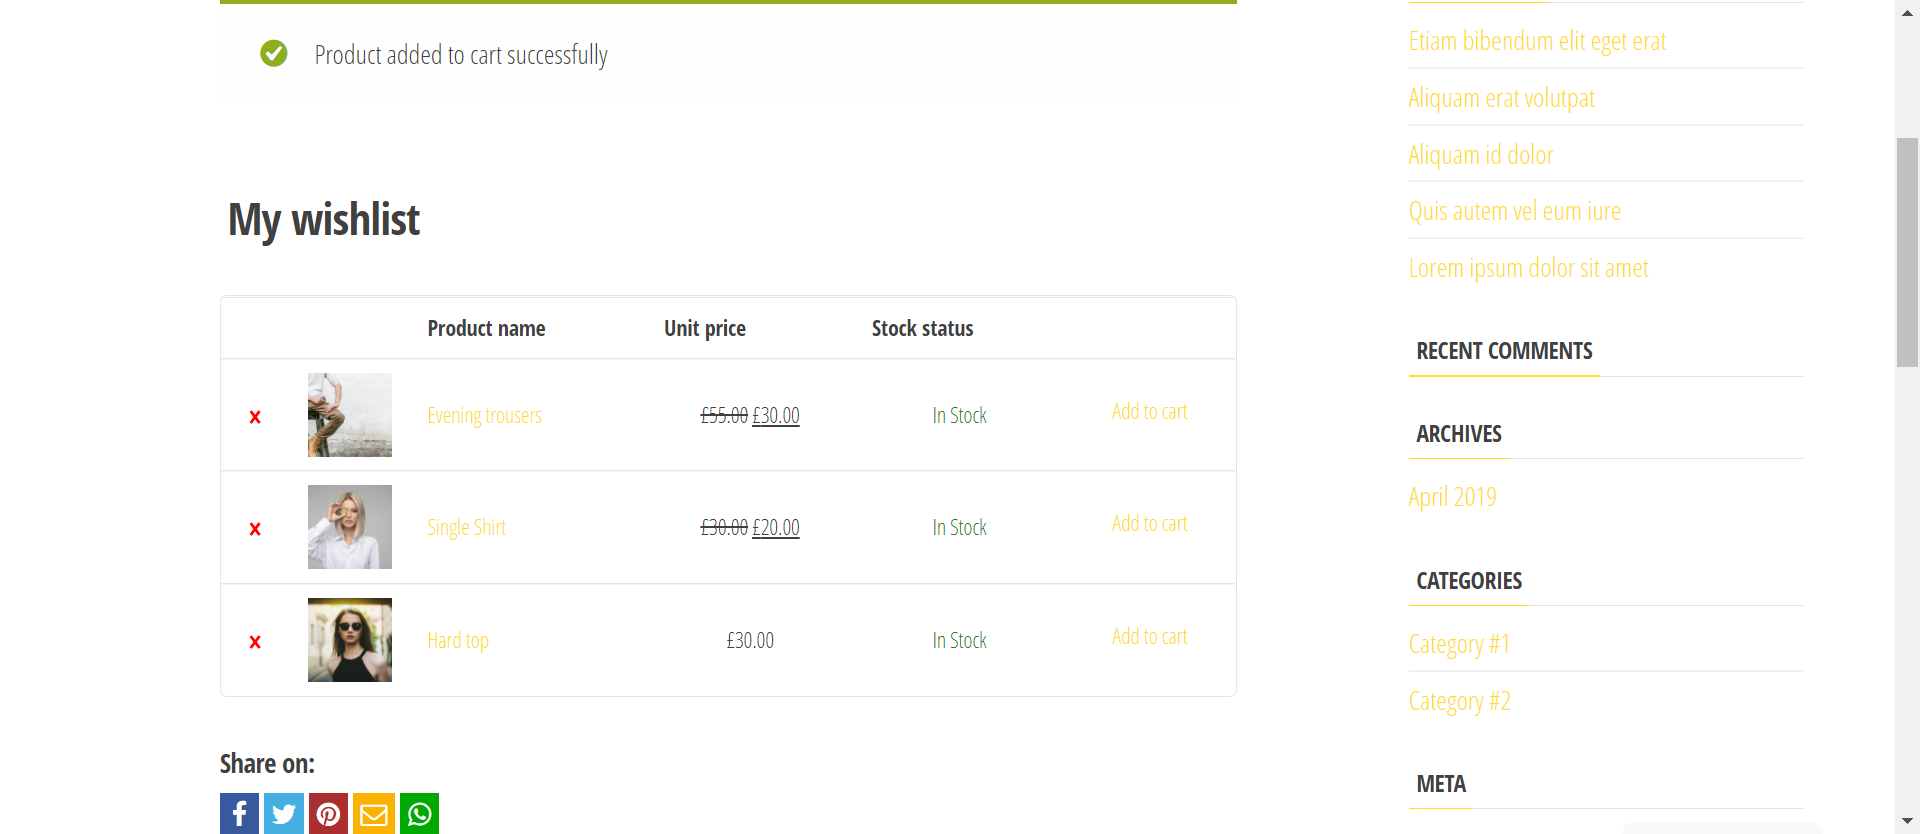 Product added to cart successfully
My wishlist
Product name Unit price Stock status
Evening trousers £55.00 £30.00 In Stock Add to cart
Single Shirt £30.00 £20.00 In Stock Add to cart
Hard top £30.00 In Stock Add to cart
Share on:
Etiam bibendum elit eget erat
Aliquam erat volutpat
Aliquam id dolor
Quis autem vel eum iure
Lorem ipsum dolor sit amet
RECENT COMMENTS
ARCHIVES
April 2019
CATEGORIES
Category #1
Category #2
META